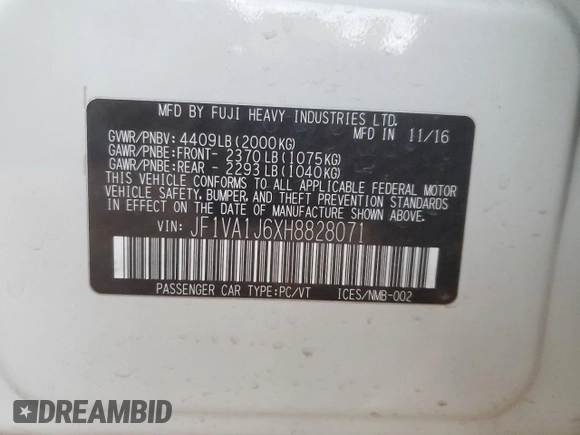 MFD BY FUJI HEAVY INDUSTRIES LTD.
MFD IN 11/16
GVWR/PNBV: 4409LB(2000KG)
GAWR/PNBE:FRONT- 2370LB(1075KG)
GAWR/PNBE:REAR - 2293LB(1040KG)
THIS VEHICLE CONFORMS TO ALL APPLICABLE FEDERAL MOTOR
VEHICLE SAFETY, BUMPER, AND THEFT PREVENTION STANDARDS
IN EFFECT ON THE DATE OF MANUFACTURE SHOWN ABOVE.
VIN: JF1VA1J6XH8828071
PASSENGER CAR TYPE:PC/VT ICES/NMB-002
DREAMBID